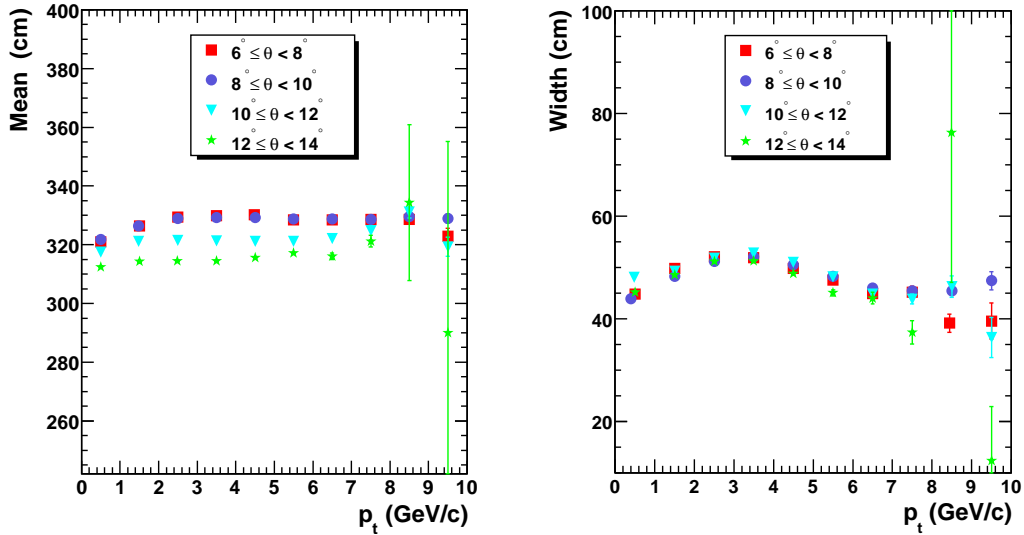 Mean (cm)
400
380
360
340
320
300
280
260
6° ≤ θ < 8°
8° ≤ θ < 10°
10° ≤ θ < 12°
12° ≤ θ < 14°
0 1 2 3 4 5 6 7 8 9 10
p_t (GeV/c)
Width (cm)
100
80
60
40
20
6° ≤ θ < 8°
8° ≤ θ < 10°
10° ≤ θ < 12°
12° ≤ θ < 14°
0 1 2 3 4 5 6 7 8 9 10
p_t (GeV/c)